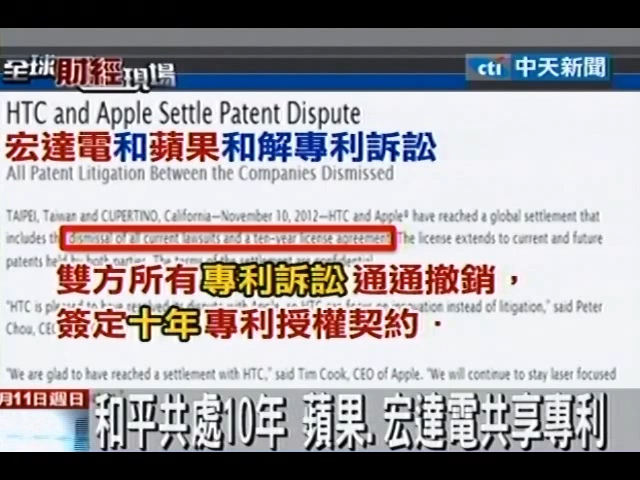 全球財經現場
cti 中天新聞
HTC and Apple Settle Patent Dispute
宏達電和蘋果和解專利訴訟
All Patent Litigation Between the Companies Dismissed
TAIPEI, Taiwan and CUPERTINO, California—November 10, 2012—HTC and Apple® have reached a global settlement that
includes the dismissal of all current lawsuits and a ten-year license agreement. The license extends to current and future
patents held by both parties. The terms of the settlement are confidential.
雙方所有專利訴訟通通撤銷，
"HTC is pleased to have resolved its dispute with Apple, so HTC can focus on innovation instead of litigation," said Peter
Chou, CEO
簽定十年專利授權契約．
"We are glad to have reached a settlement with HTC," said Tim Cook, CEO of Apple. "We will continue to stay laser focused
月11日週日
和平共處10年 蘋果.宏達電共享專利